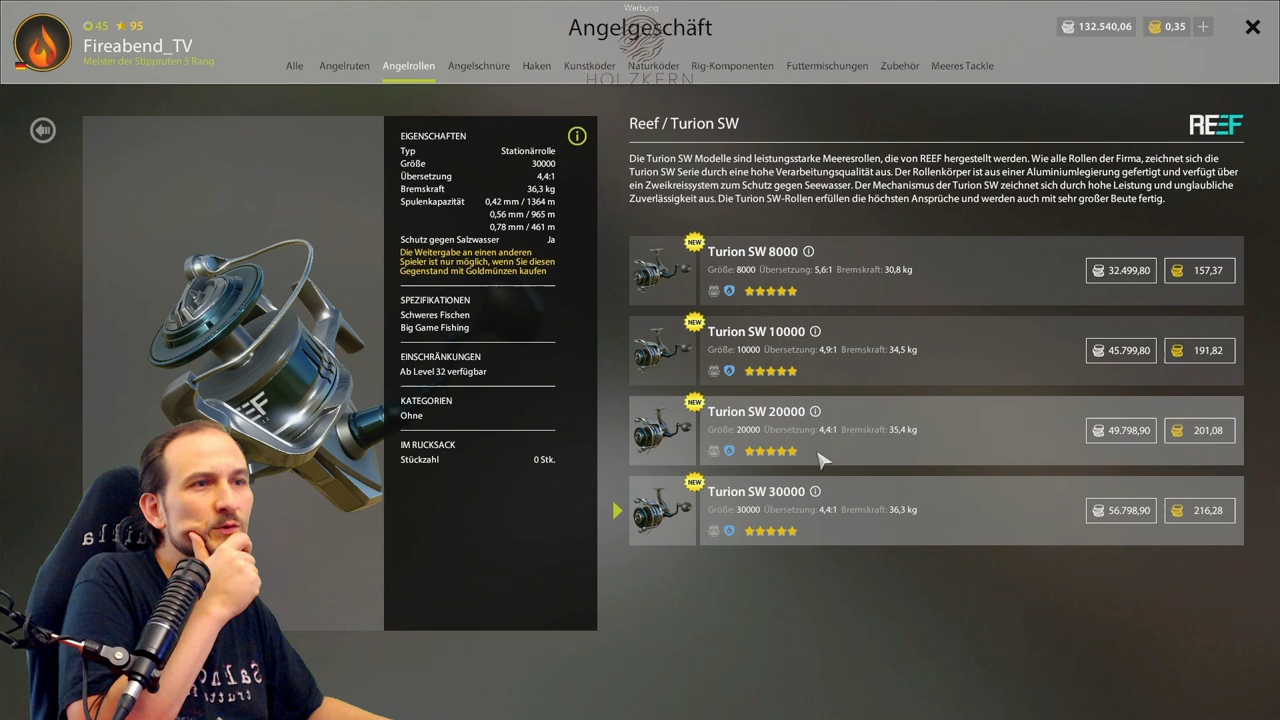 Werbung
45 95
Fireabend_TV
Meister der Stippruten 5 Rang
Angelgeschäft
132.540,06 0,35 +
Alle Angelruten Angelrollen Angelschnüre Haken Kunstköder Naturköder Rig-Komponenten Futtermischungen Zubehör Meeres Tackle
HOLZKERN
EIGENSCHAFTEN
Typ Stationärrolle
Größe 30000
Übersetzung 4,4:1
Bremskraft 36,3 kg
Spulenkapazität 0,42 mm / 1364 m
0,56 mm / 965 m
0,78 mm / 461 m
Schutz gegen Salzwasser Ja
Die Weitergabe an einen anderen
Spieler ist nur möglich, wenn Sie diesen
Gegenstand mit Goldmünzen kaufen
SPEZIFIKATIONEN
Schweres Fischen
Big Game Fishing
EINSCHRÄNKUNGEN
Ab Level 32 verfügbar
KATEGORIEN
Ohne
IM RUCKSACK
Stückzahl 0 Stk.
Reef / Turion SW
REEF
Die Turion SW Modelle sind leistungsstarke Meeresrollen, die von REEF hergestellt werden. Wie alle Rollen der Firma, zeichnet sich die
Turion SW Serie durch eine hohe Verarbeitungsqualität aus. Der Rollenkörper ist aus einer Aluminiumlegierung gefertigt und verfügt über
ein Zweikreissystem zum Schutz gegen Seewasser. Der Mechanismus der Turion SW zeichnet sich durch hohe Leistung und unglaubliche
Zuverlässigkeit aus. Die Turion SW-Rollen erfüllen die höchsten Ansprüche und werden auch mit sehr großer Beute fertig.
NEW
Turion SW 8000
Größe: 8000 Übersetzung: 5,6:1 Bremskraft: 30,8 kg
32.499,80 157,37
NEW
Turion SW 10000
Größe: 10000 Übersetzung: 4,9:1 Bremskraft: 34,5 kg
45.799,80 191,82
NEW
Turion SW 20000
Größe: 20000 Übersetzung: 4,4:1 Bremskraft: 35,4 kg
49.798,90 201,08
NEW
Turion SW 30000
Größe: 30000 Übersetzung: 4,4:1 Bremskraft: 36,3 kg
56.798,90 216,28